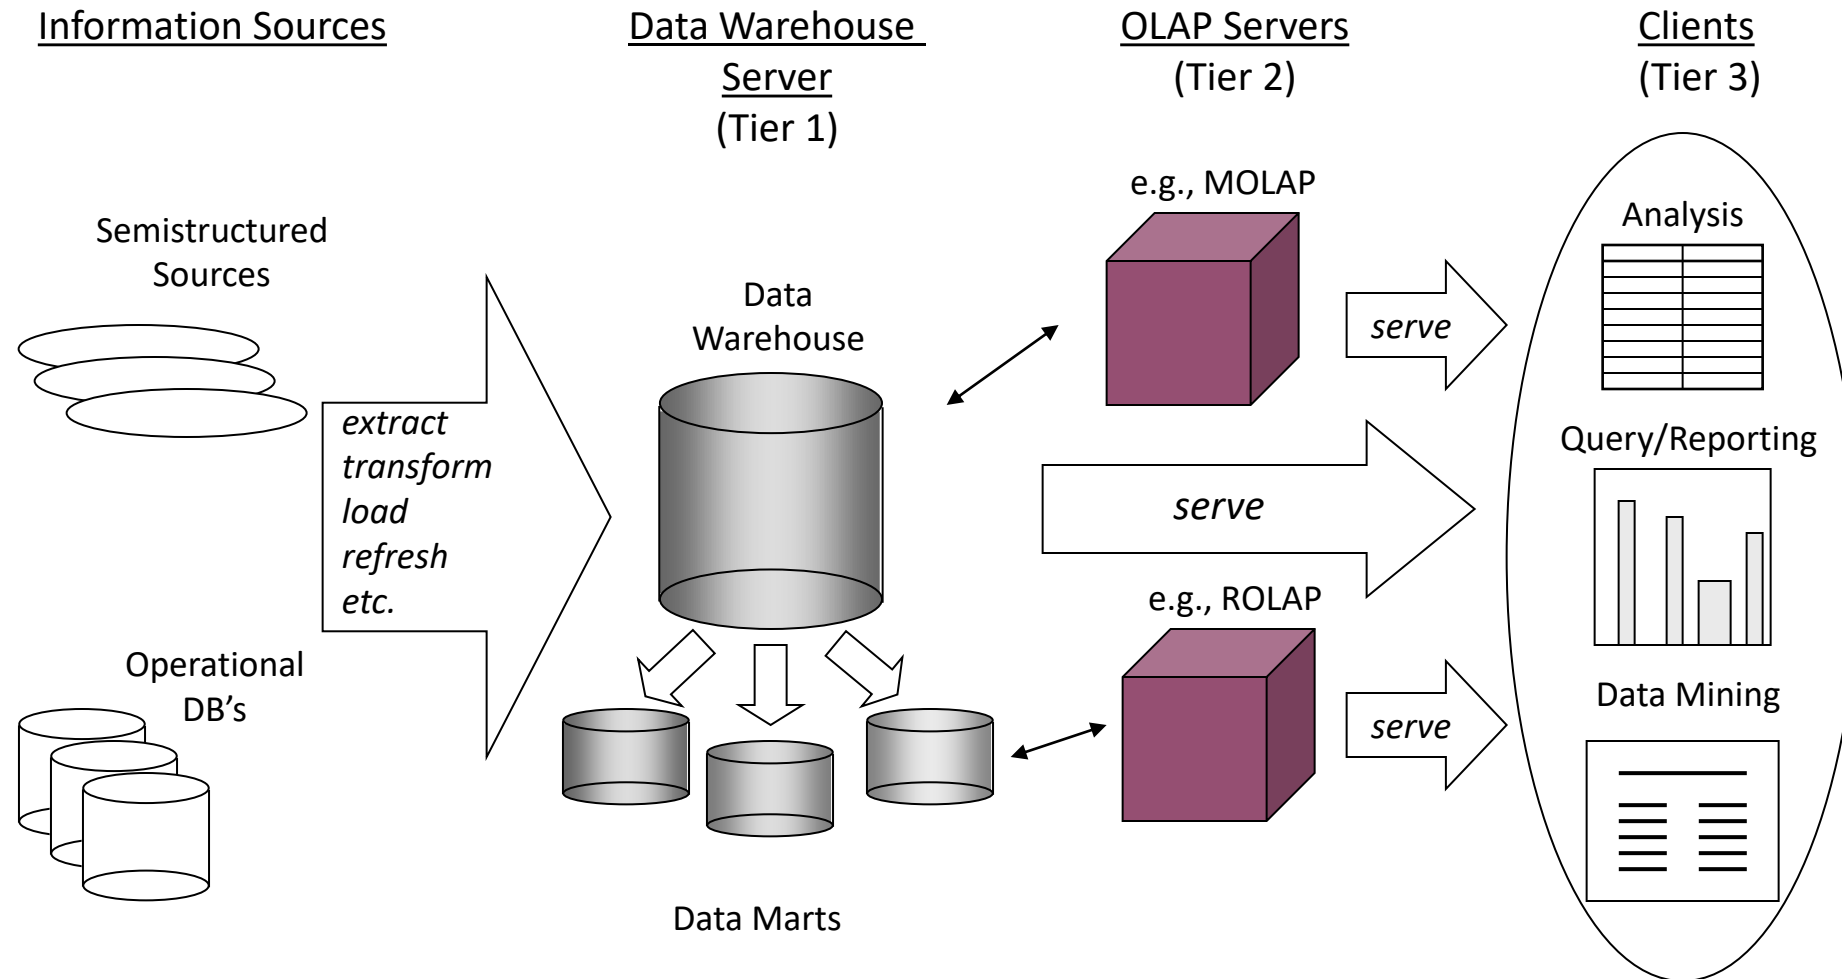 Information Sources
Data Warehouse
Server
(Tier 1)
OLAP Servers
(Tier 2)
Clients
(Tier 3)
Semistructured
Sources
extract
transform
load
refresh
etc.
Operational
DB’s
Data
Warehouse
Data Marts
e.g., MOLAP
serve
serve
e.g., ROLAP
serve
Analysis
Query/Reporting
Data Mining